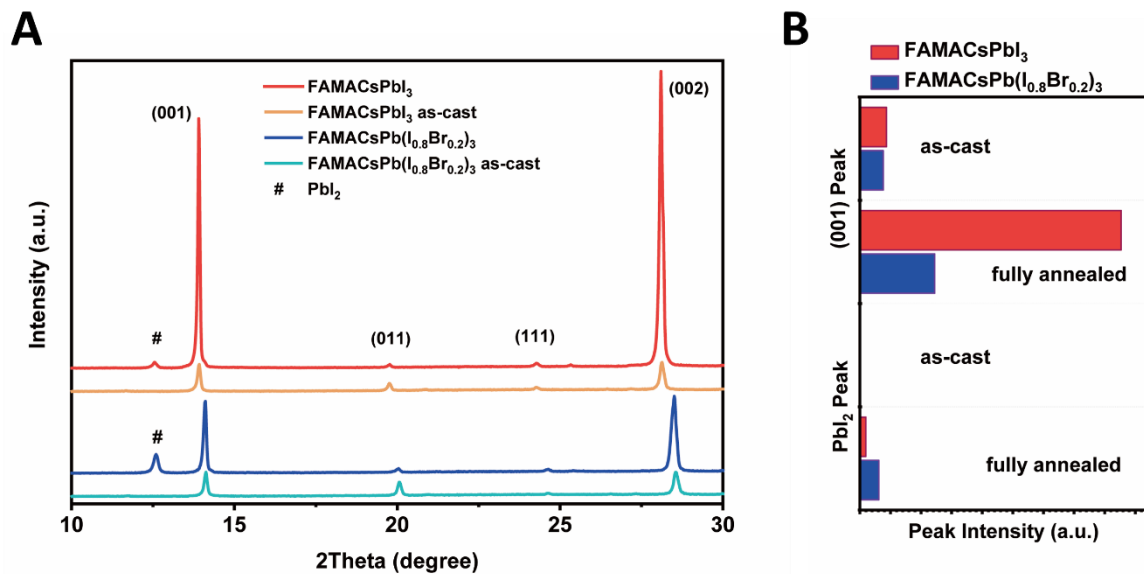 A
FAMACsPbI₃
FAMACsPbI₃ as-cast
FAMACsPb(I₀.₈Br₀.₂)₃
FAMACsPb(I₀.₈Br₀.₂)₃ as-cast
# PbI₂
(001)
(002)
#
(011)
(111)
#
Intensity (a.u.)
10 15 20 25 30
2Theta (degree)
B
FAMACsPbI₃
FAMACsPb(I₀.₈Br₀.₂)₃
(001) Peak
as-cast
fully annealed
PbI₂ Peak
as-cast
fully annealed
Peak Intensity (a.u.)